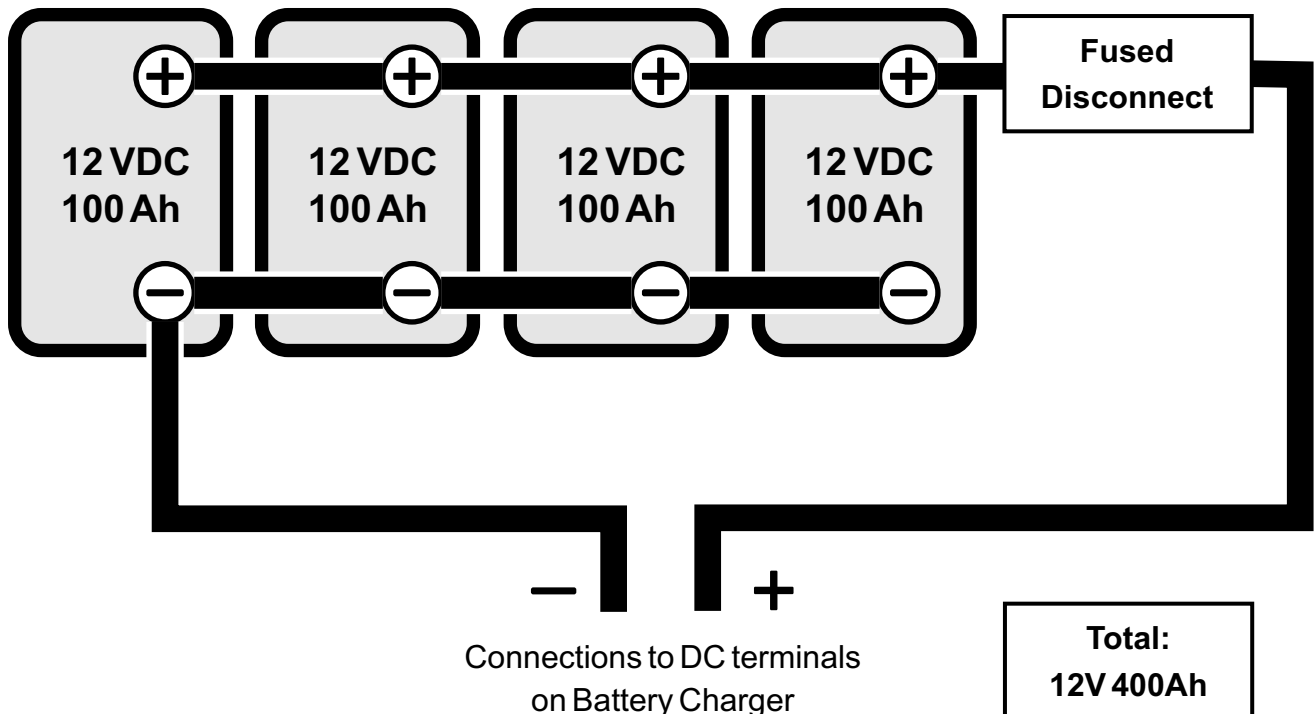 +
+
+
+
Fused
Disconnect
12 VDC
100 Ah
12 VDC
100 Ah
12 VDC
100 Ah
12 VDC
100 Ah
−
−
−
−
− +
Connections to DC terminals
on Battery Charger
Total:
12V 400Ah